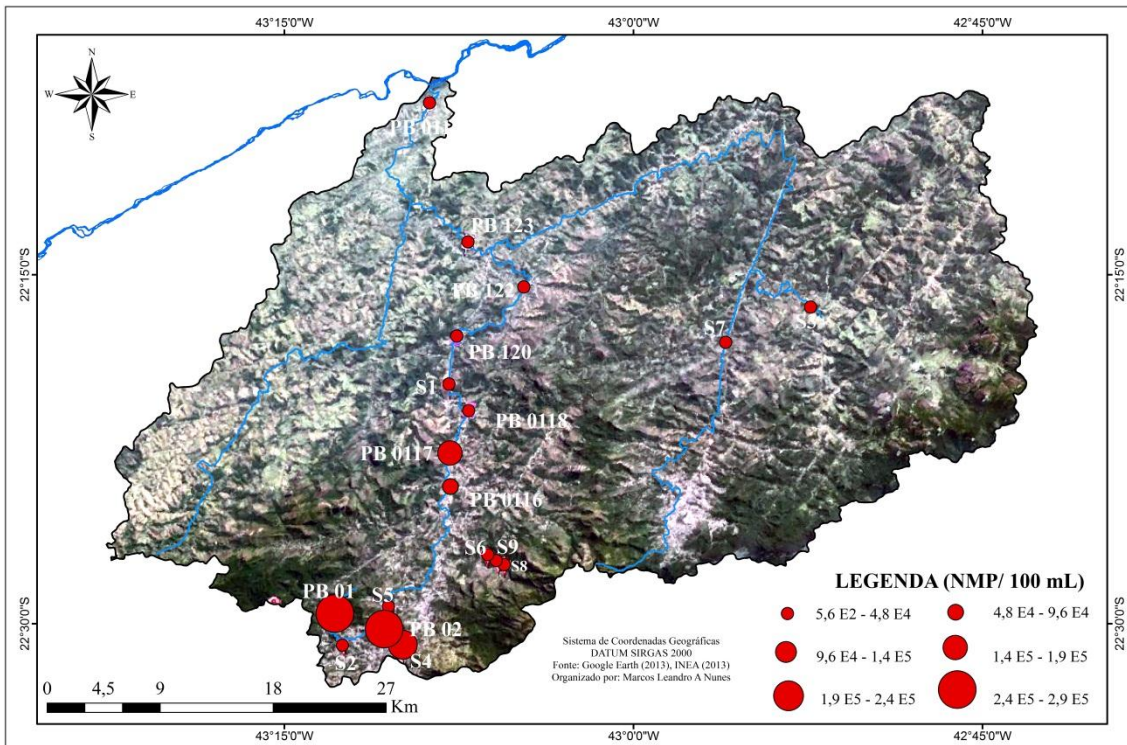 43°15'0"W 43°0'0"W 42°45'0"W
N
W E
S
PB 123
22°15'0"S 22°15'0"S
S7
PB 120
S1
PB 0118
PB 0117
PB 0116
S6 S9
S8
PB 01 S5
PB 02
S2 S4
22°30'0"S 22°30'0"S
LEGENDA (NMP/ 100 mL)
5,6 E2 - 4,8 E4 4,8 E4 - 9,6 E4
9,6 E4 - 1,4 E5 1,4 E5 - 1,9 E5
1,9 E5 - 2,4 E5 2,4 E5 - 2,9 E5
Sistema de Coordenadas Geográficas
DATUM SIRGAS 2000
Fonte: Google Earth (2013), INEA (2013)
Organizado por: Marcos Leandro A Nunes
0 4,5 9 18 27
Km
43°15'0"W 43°0'0"W 42°45'0"W